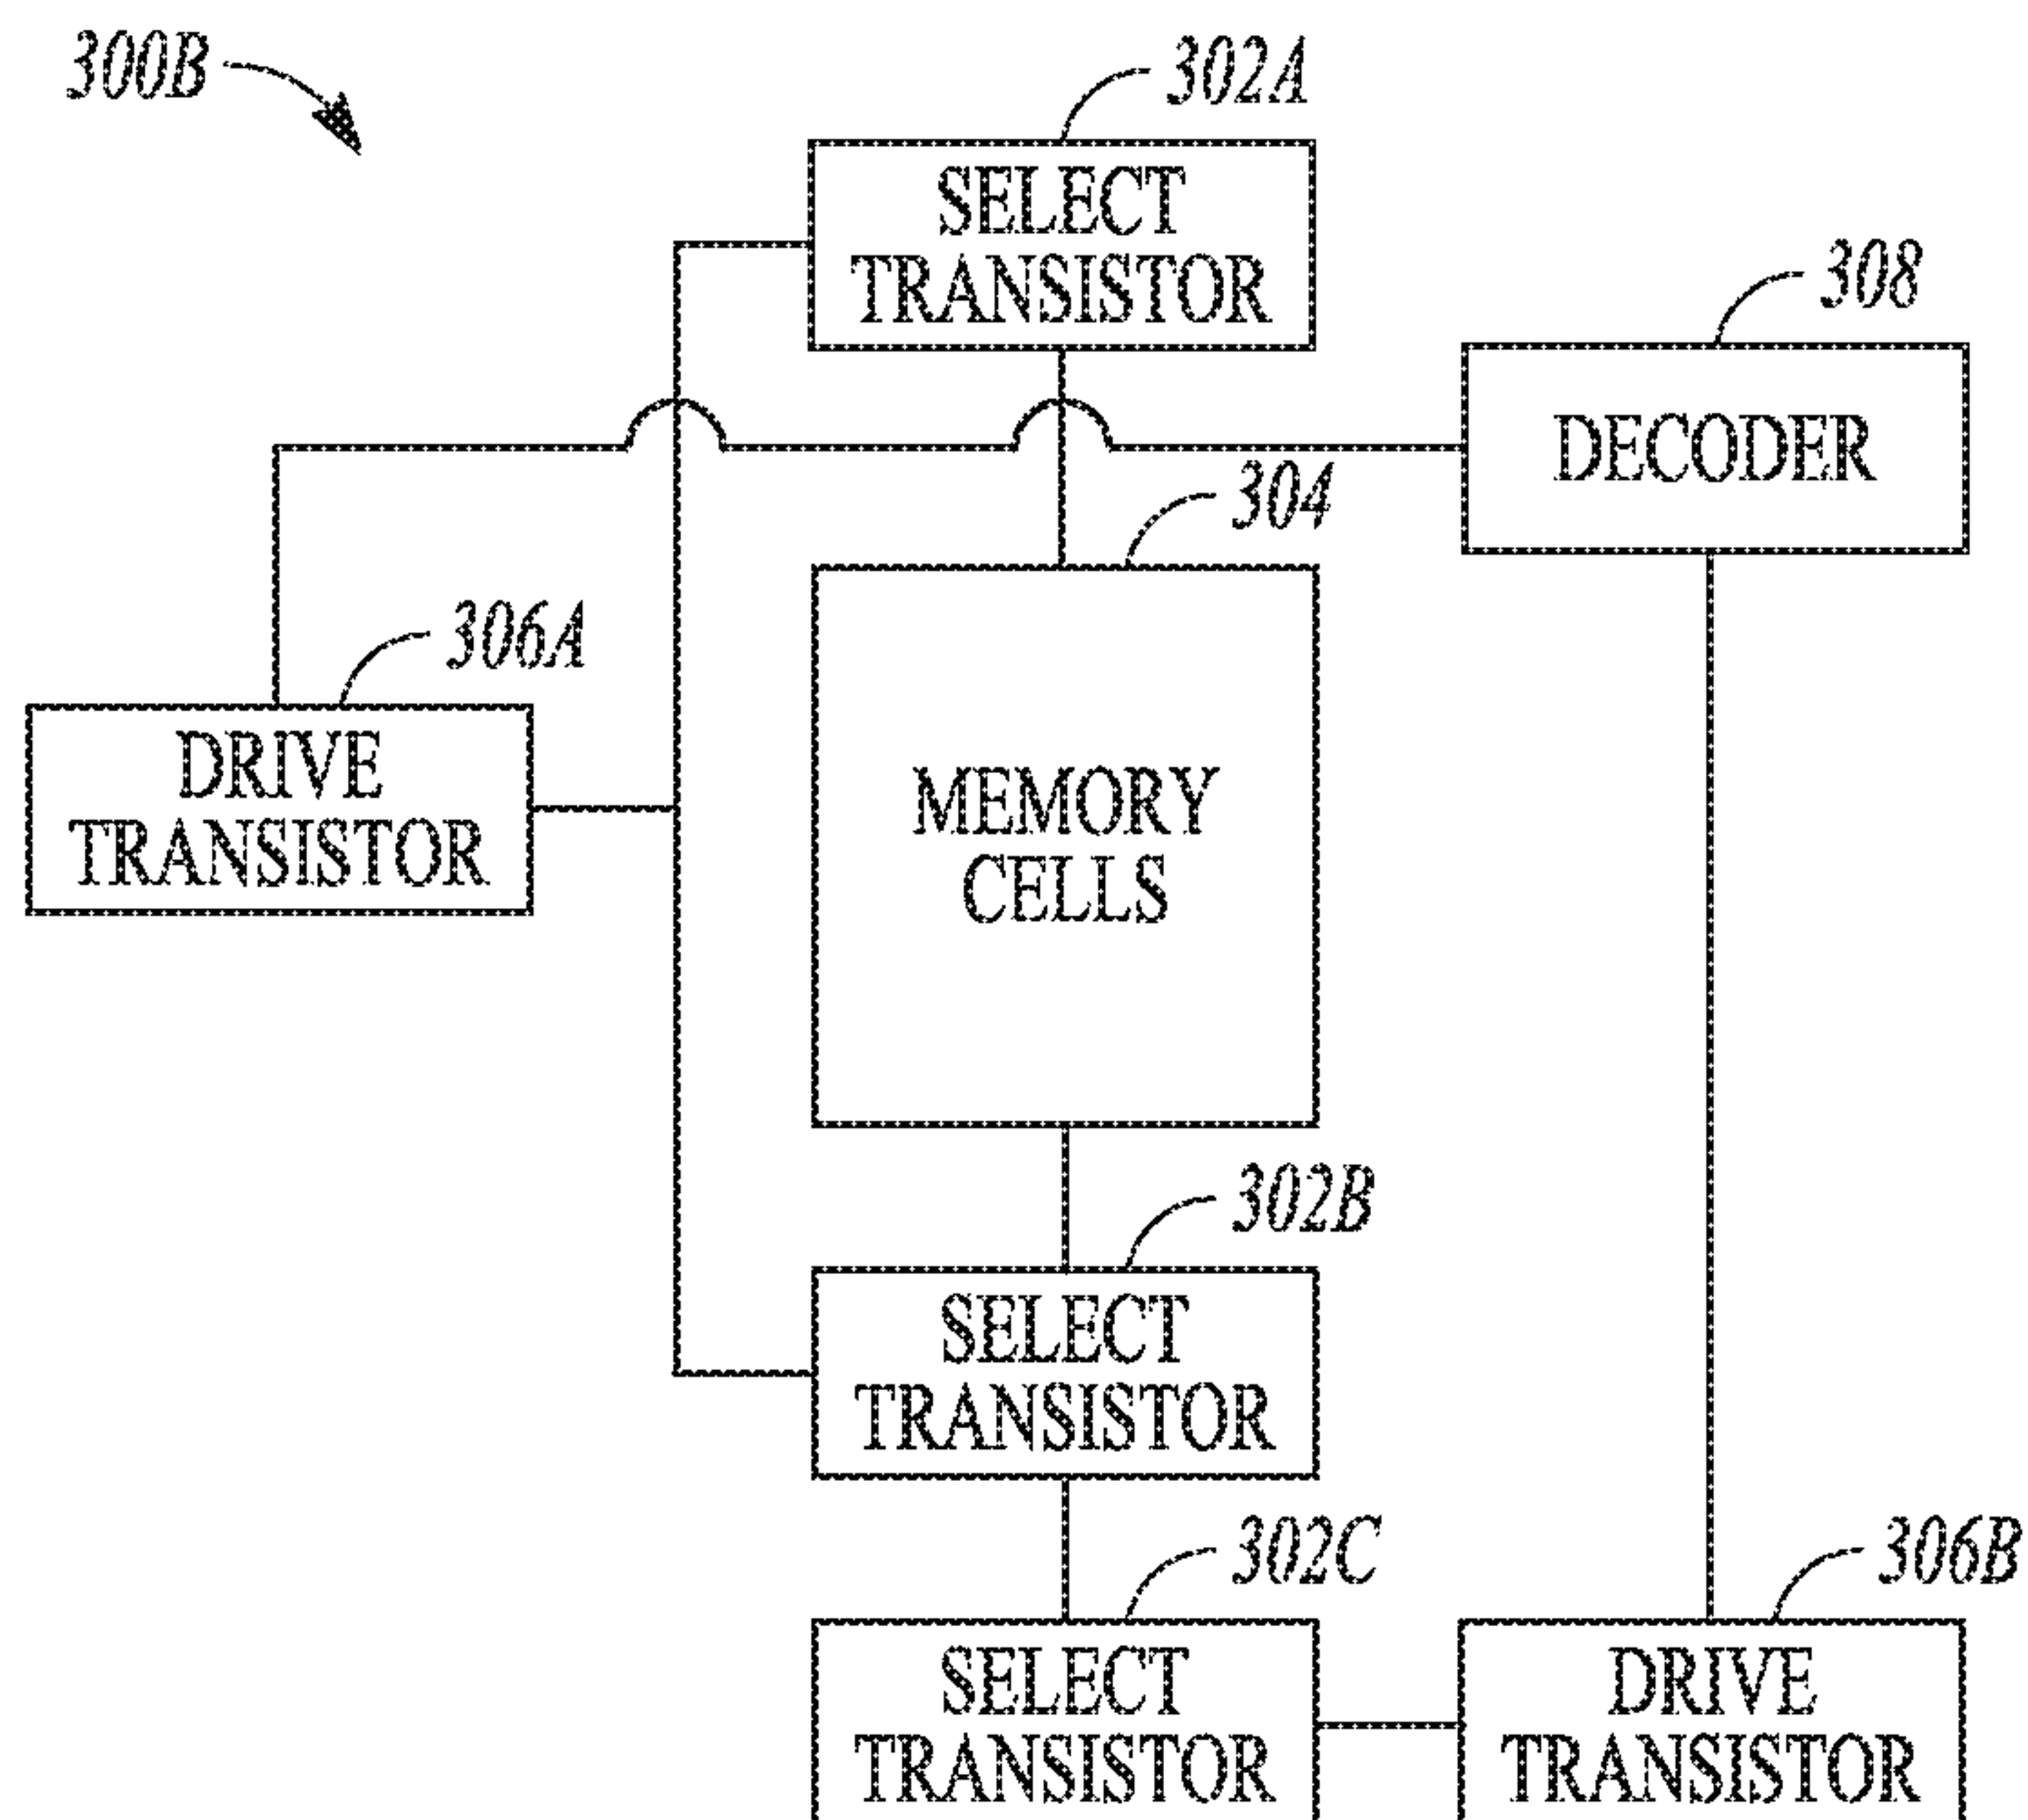 300B
302A
SELECT
TRANSISTOR
308
DECODER
304
306A
DRIVE
TRANSISTOR
MEMORY
CELLS
302B
SELECT
TRANSISTOR
302C
306B
SELECT
TRANSISTOR
DRIVE
TRANSISTOR